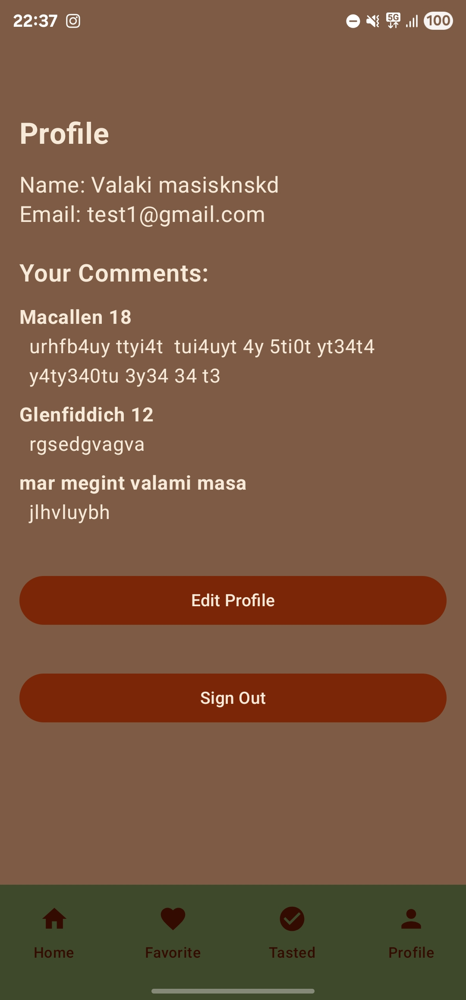 22:37
5G
100
Profile
Name: Valaki masisknskd
Email: test1@gmail.com
Your Comments:
Macallen 18
urhfb4uy ttyi4t  tui4uyt 4y 5ti0t yt34t4
y4ty340tu 3y34 34 t3
Glenfiddich 12
rgsedgvagva
mar megint valami masa
jlhvluybh
Edit Profile
Sign Out
Home
Favorite
Tasted
Profile